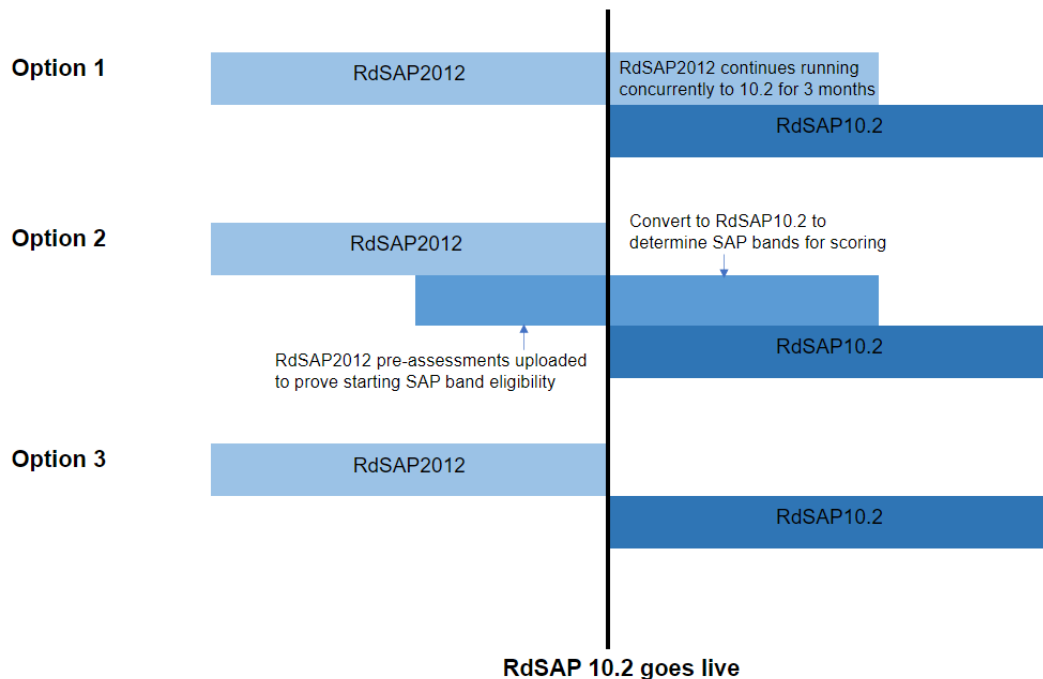 Option 1
RdSAP2012
RdSAP2012 continues running
concurrently to 10.2 for 3 months
RdSAP10.2
Option 2
RdSAP2012
Convert to RdSAP10.2 to
determine SAP bands for scoring
RdSAP10.2
RdSAP2012 pre-assessments uploaded
to prove starting SAP band eligibility
Option 3
RdSAP2012
RdSAP10.2
RdSAP 10.2 goes live